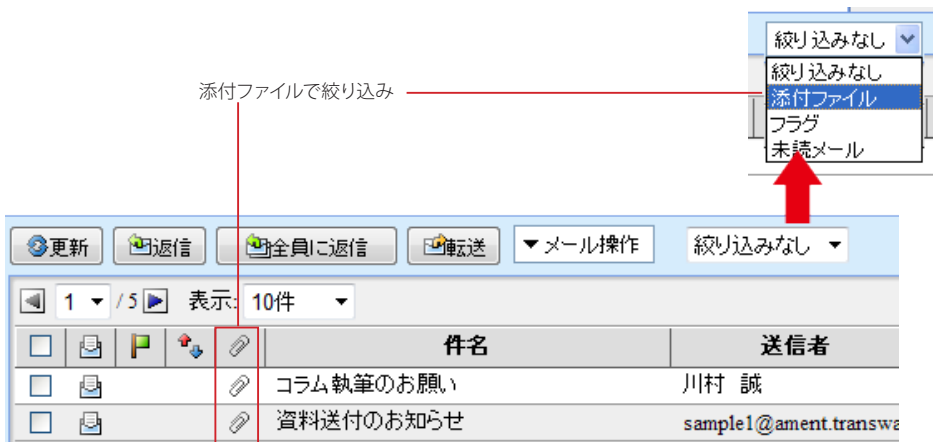 絞り込みなし
絞り込みなし
添付ファイル
フラグ
未読メール
添付ファイルで絞り込み
更新 返信 全員に返信 転送 ▼メール操作 絞り込みなし
1 / 5 表示: 10件
件名 送信者
コラム執筆のお願い 川村 誠
資料送付のお知らせ sample1@ament.transwa